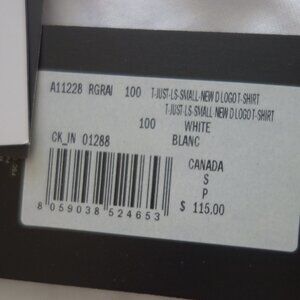 A11228 RGRAI 100 T-JUST-LS-SMALL-NEW D LOGO T-SHIRT
T-JUST-LS-SMALL-NEW D LOGO T-SHIRT
100 WHITE
CK_IN 01288 BLANC
CANADA
S
P
$ 115.00
8 059038 524653